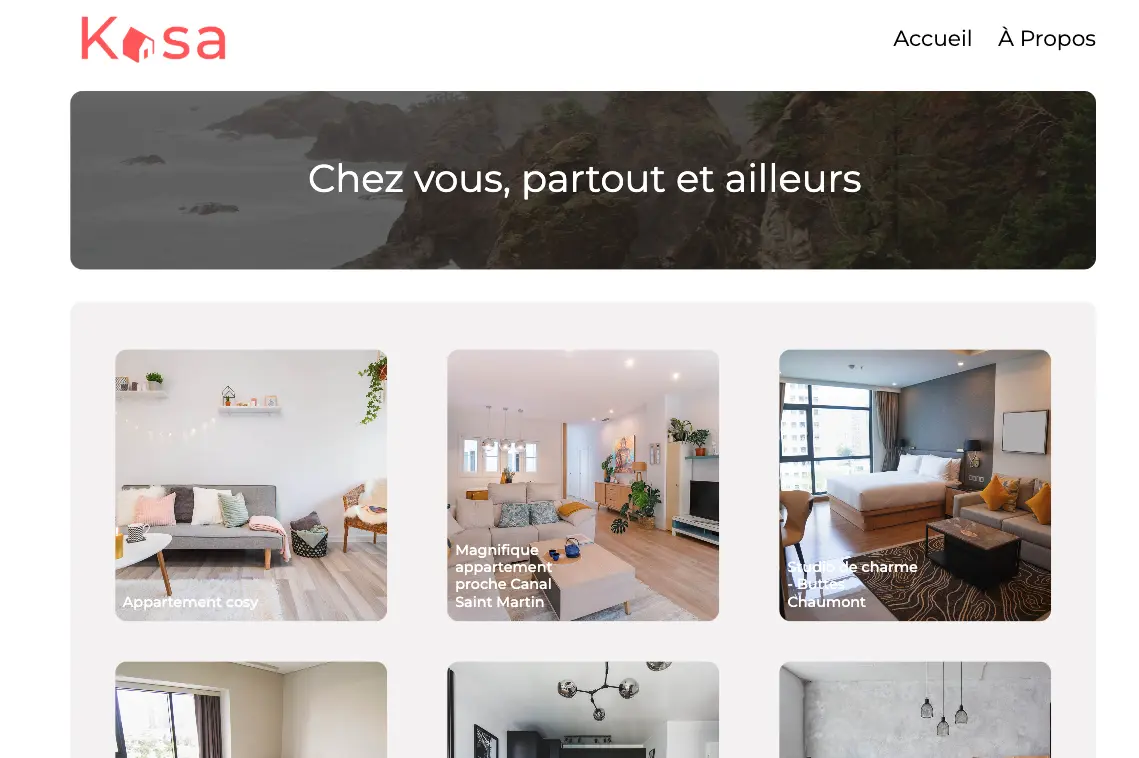 Kasa
Accueil À Propos
Chez vous, partout et ailleurs
Appartement cosy
Magnifique
appartement
proche Canal
Saint Martin
Studio de charme
- Buttes
Chaumont